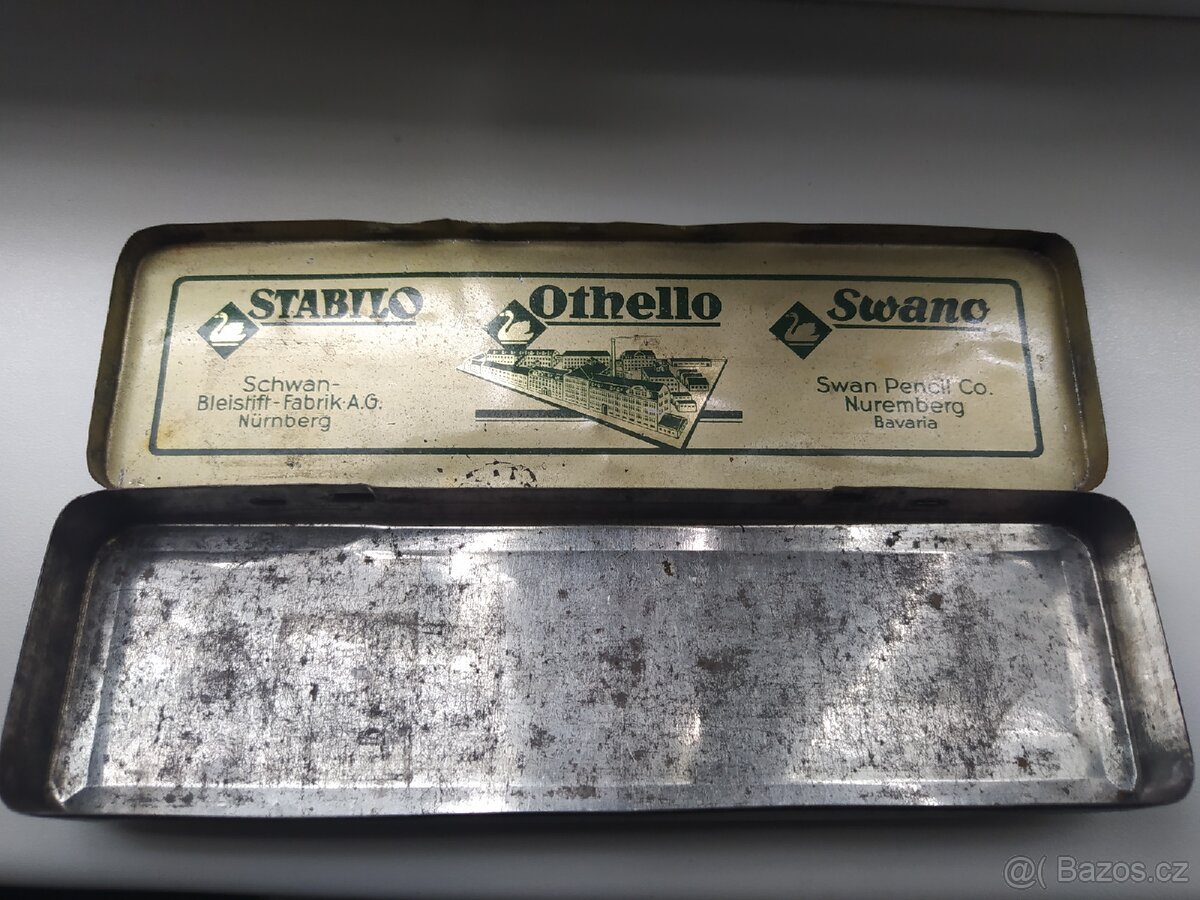 STABILO
Schwan-
Bleistift-Fabrik-A.G.
Nürnberg
Othello
Swano
Swan Pencil Co.
Nuremberg
Bavaria
@( Bazos.cz